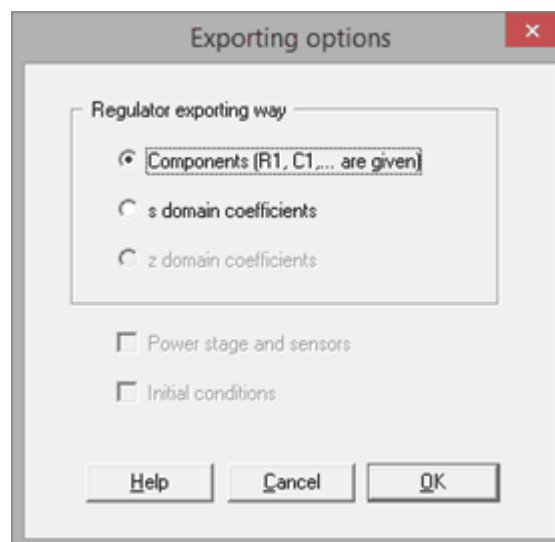 Exporting options
Regulator exporting way
Components (R1, C1,... are given)
s domain coefficients
z domain coefficients
Power stage and sensors
Initial conditions
Help Cancel OK